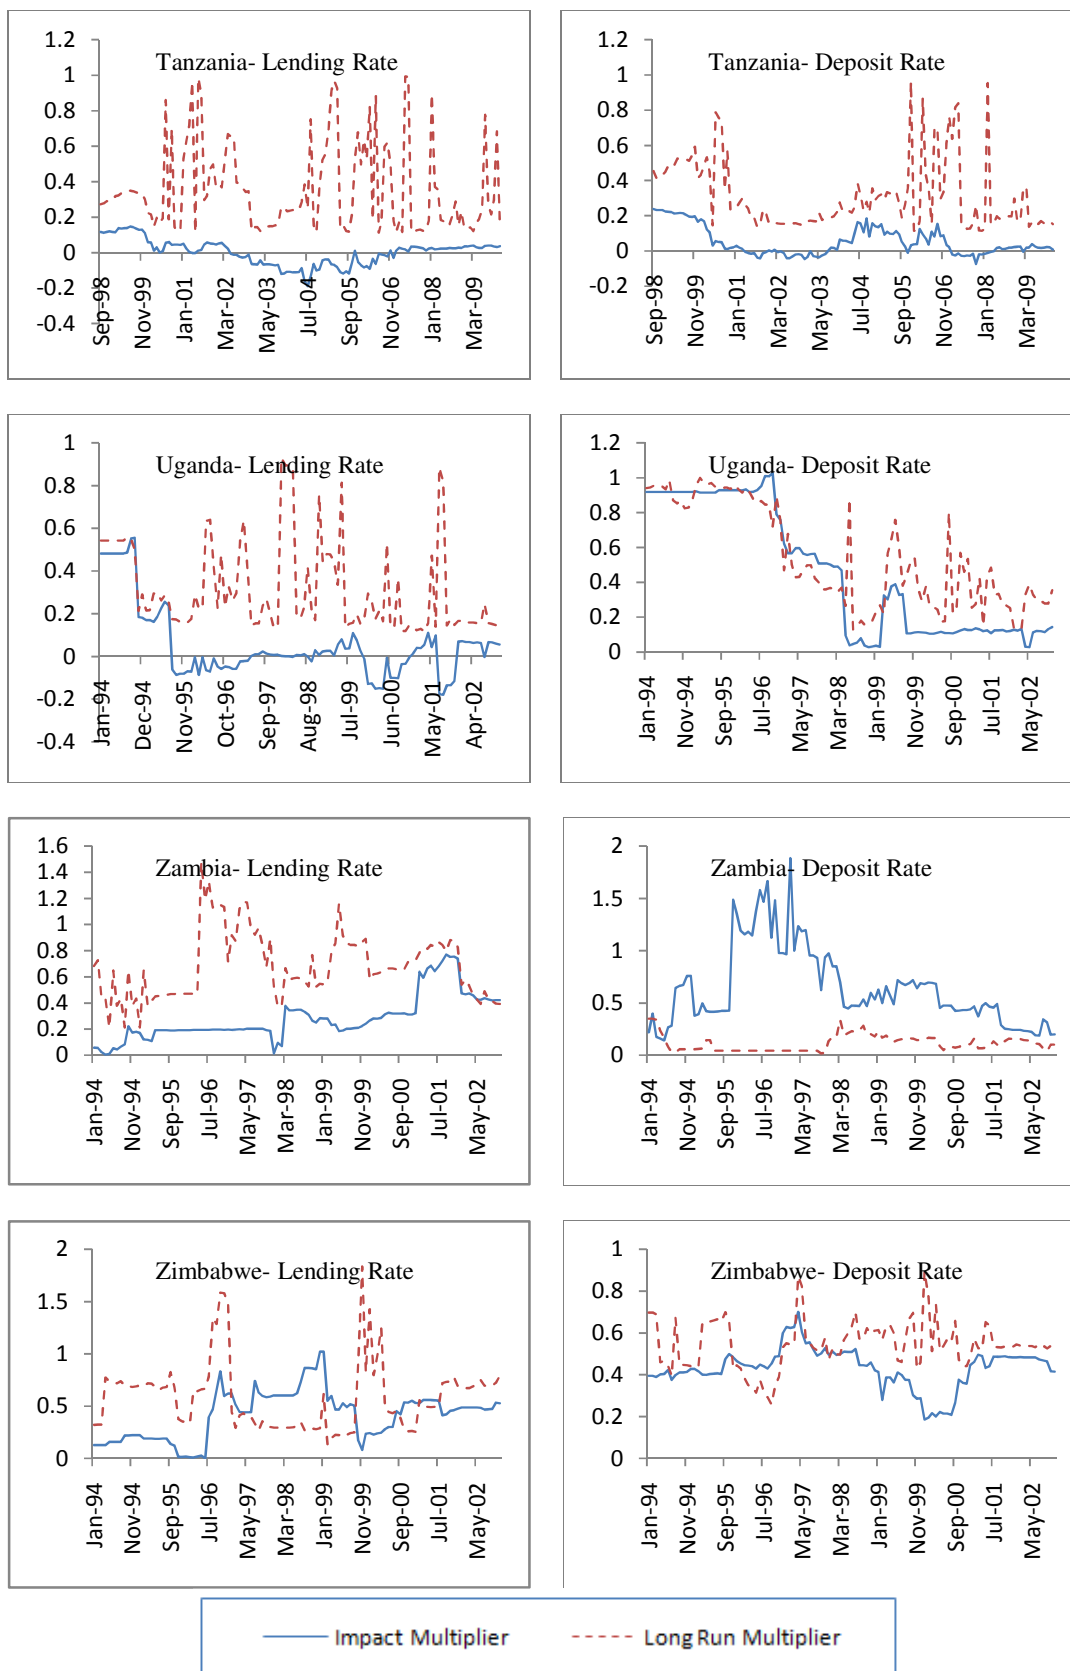 Tanzania- Lending Rate
1.2
1
0.8
0.6
0.4
0.2
0
-0.2
-0.4
Sep-98
Nov-99
Jan-01
Mar-02
May-03
Jul-04
Sep-05
Nov-06
Jan-08
Mar-09
Tanzania- Deposit Rate
1.2
1
0.8
0.6
0.4
0.2
0
-0.2
Sep-98
Nov-99
Jan-01
Mar-02
May-03
Jul-04
Sep-05
Nov-06
Jan-08
Mar-09
Uganda- Lending Rate
1
0.8
0.6
0.4
0.2
0
-0.2
-0.4
Jan-94
Dec-94
Nov-95
Oct-96
Sep-97
Aug-98
Jul-99
Jun-00
May-01
Apr-02
Uganda- Deposit Rate
1.2
1
0.8
0.6
0.4
0.2
0
Jan-94
Nov-94
Sep-95
Jul-96
May-97
Mar-98
Jan-99
Nov-99
Sep-00
Jul-01
May-02
Zambia- Lending Rate
1.6
1.4
1.2
1
0.8
0.6
0.4
0.2
0
Jan-94
Nov-94
Sep-95
Jul-96
May-97
Mar-98
Jan-99
Nov-99
Sep-00
Jul-01
May-02
Zambia- Deposit Rate
2
1.5
1
0.5
0
Jan-94
Nov-94
Sep-95
Jul-96
May-97
Mar-98
Jan-99
Nov-99
Sep-00
Jul-01
May-02
Zimbabwe- Lending Rate
2
1.5
1
0.5
0
Jan-94
Nov-94
Sep-95
Jul-96
May-97
Mar-98
Jan-99
Nov-99
Sep-00
Jul-01
May-02
Zimbabwe- Deposit Rate
1
0.8
0.6
0.4
0.2
0
Jan-94
Nov-94
Sep-95
Jul-96
May-97
Mar-98
Jan-99
Nov-99
Sep-00
Jul-01
May-02
Impact Multiplier
Long Run Multiplier